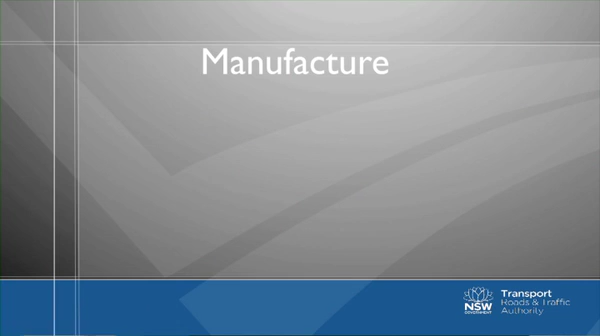 Manufacture
NSW
GOVERNMENT
Transport
Roads & Traffic
Authority